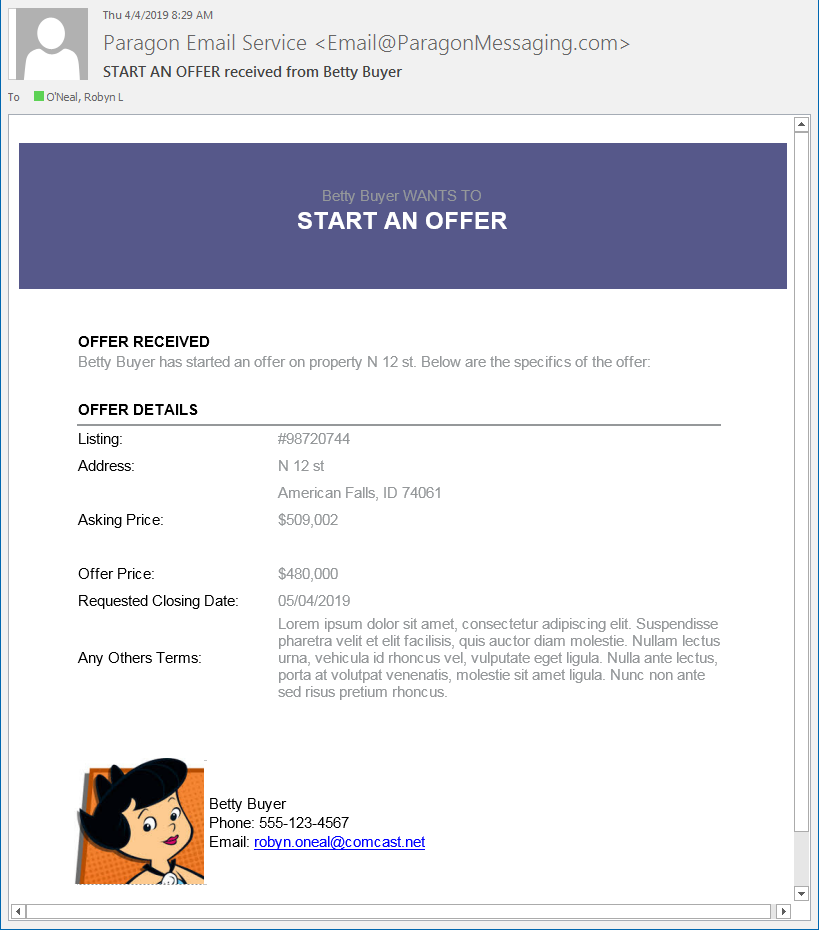 Thu 4/4/2019 8:29 AM
Paragon Email Service <Email@ParagonMessaging.com>
START AN OFFER received from Betty Buyer
To O'Neal, Robyn L
Betty Buyer WANTS TO
START AN OFFER
OFFER RECEIVED
Betty Buyer has started an offer on property N 12 st. Below are the specifics of the offer:
OFFER DETAILS
Listing: #98720744
Address: N 12 st
American Falls, ID 74061
Asking Price: $509,002
Offer Price: $480,000
Requested Closing Date: 05/04/2019
Any Others Terms: Lorem ipsum dolor sit amet, consectetur adipiscing elit. Suspendisse
pharetra velit et elit facilisis, quis auctor diam molestie. Nullam lectus
urna, vehicula id rhoncus vel, vulputate eget ligula. Nulla ante lectus,
porta at volutpat venenatis, molestie sit amet ligula. Nunc non ante
sed risus pretium rhoncus.
Betty Buyer
Phone: 555-123-4567
Email: robyn.oneal@comcast.net